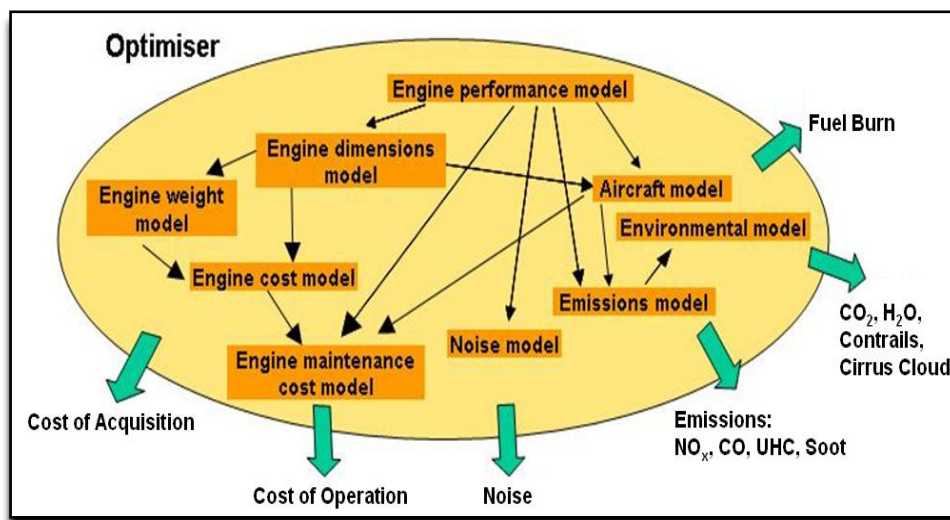 Optimiser
Engine performance model
Fuel Burn
Engine dimensions
model
Engine weight
model
Aircraft model
Environmental model
Engine cost model
Emissions model
CO₂, H₂O,
Contrails,
Cirrus Cloud
Noise model
Engine maintenance
cost model
Cost of Acquisition
Emissions:
NOₓ, CO, UHC, Soot
Cost of Operation
Noise